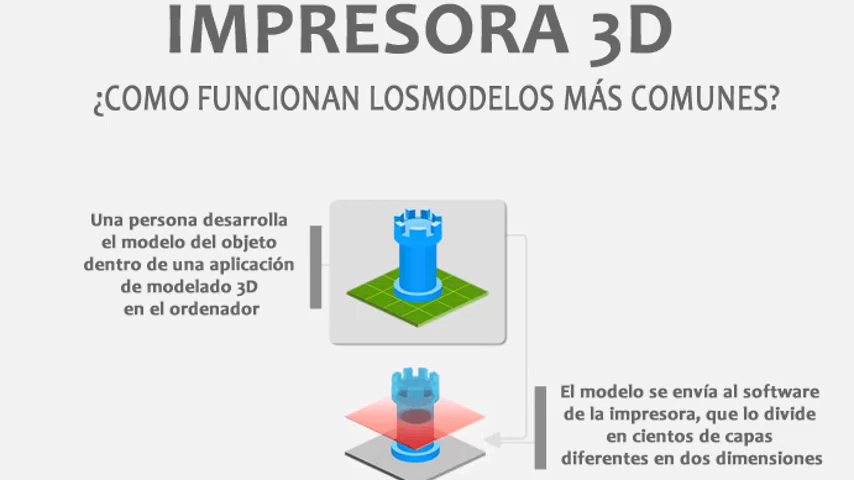 IMPRESORA 3D
¿COMO FUNCIONAN LOSMODELOS MÁS COMUNES?
Una persona desarrolla
el modelo del objeto
dentro de una aplicación
de modelado 3D
en el ordenador
El modelo se envía al software
de la impresora, que lo divide
en cientos de capas
diferentes en dos dimensiones